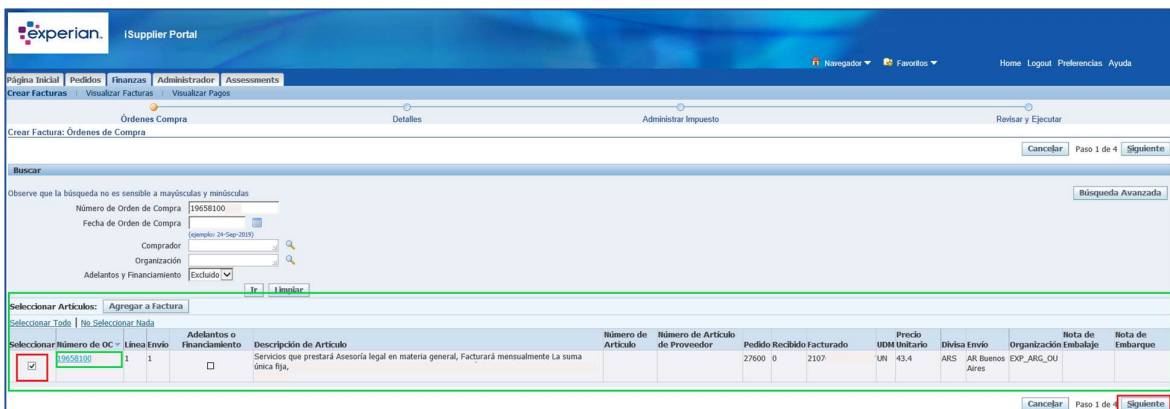 experian. iSupplier Portal
Navegador Favoritos Home Logout Preferencias Ayuda
Página Inicial Pedidos Finanzas Administrador Assessments
Crear Facturas | Visualizar Facturas | Visualizar Pagos
Órdenes Compra Detalles Administrar Impuesto Revisar y Ejecutar
Crear Factura: Órdenes de Compra
Cancelar Paso 1 de 4 Siguiente
Buscar
Observe que la búsqueda no es sensible a mayúsculas y minúsculas
Búsqueda Avanzada
Número de Orden de Compra 19658100
Fecha de Orden de Compra
(ejemplo: 24-Sep-2019)
Comprador
Organización
Adelantos y Financiamiento Excluido
Ir Limpiar
Seleccionar Artículos: Agregar a Factura
Seleccionar Todo | No Seleccionar Nada
Seleccionar Número de OC Línea Envío Adelantos o Financiamiento Descripción de Artículo Número de Artículo Número de Artículo de Proveedor Pedido Recibido Facturado UDM Precio Unitario Divisa Envío Organización Nota de Embalaje Nota de Embarque
19658100 1 1 Servicios que prestará Asesoría legal en materia general, Facturará mensualmente La suma única fija, 27600 0 2107 UN 43.4 ARS AR Buenos Aires EXP_ARG_OU
Cancelar Paso 1 de 4 Siguiente